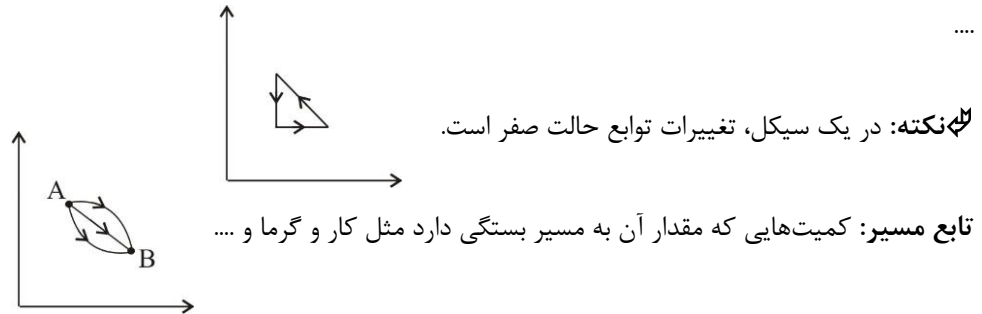 ....
نکته: در یک سیکل، تغییرات توابع حالت صفر است.
تابع مسیر: کمیت‌هایی که مقدار آن به مسیر بستگی دارد مثل کار و گرما و ....
A
B